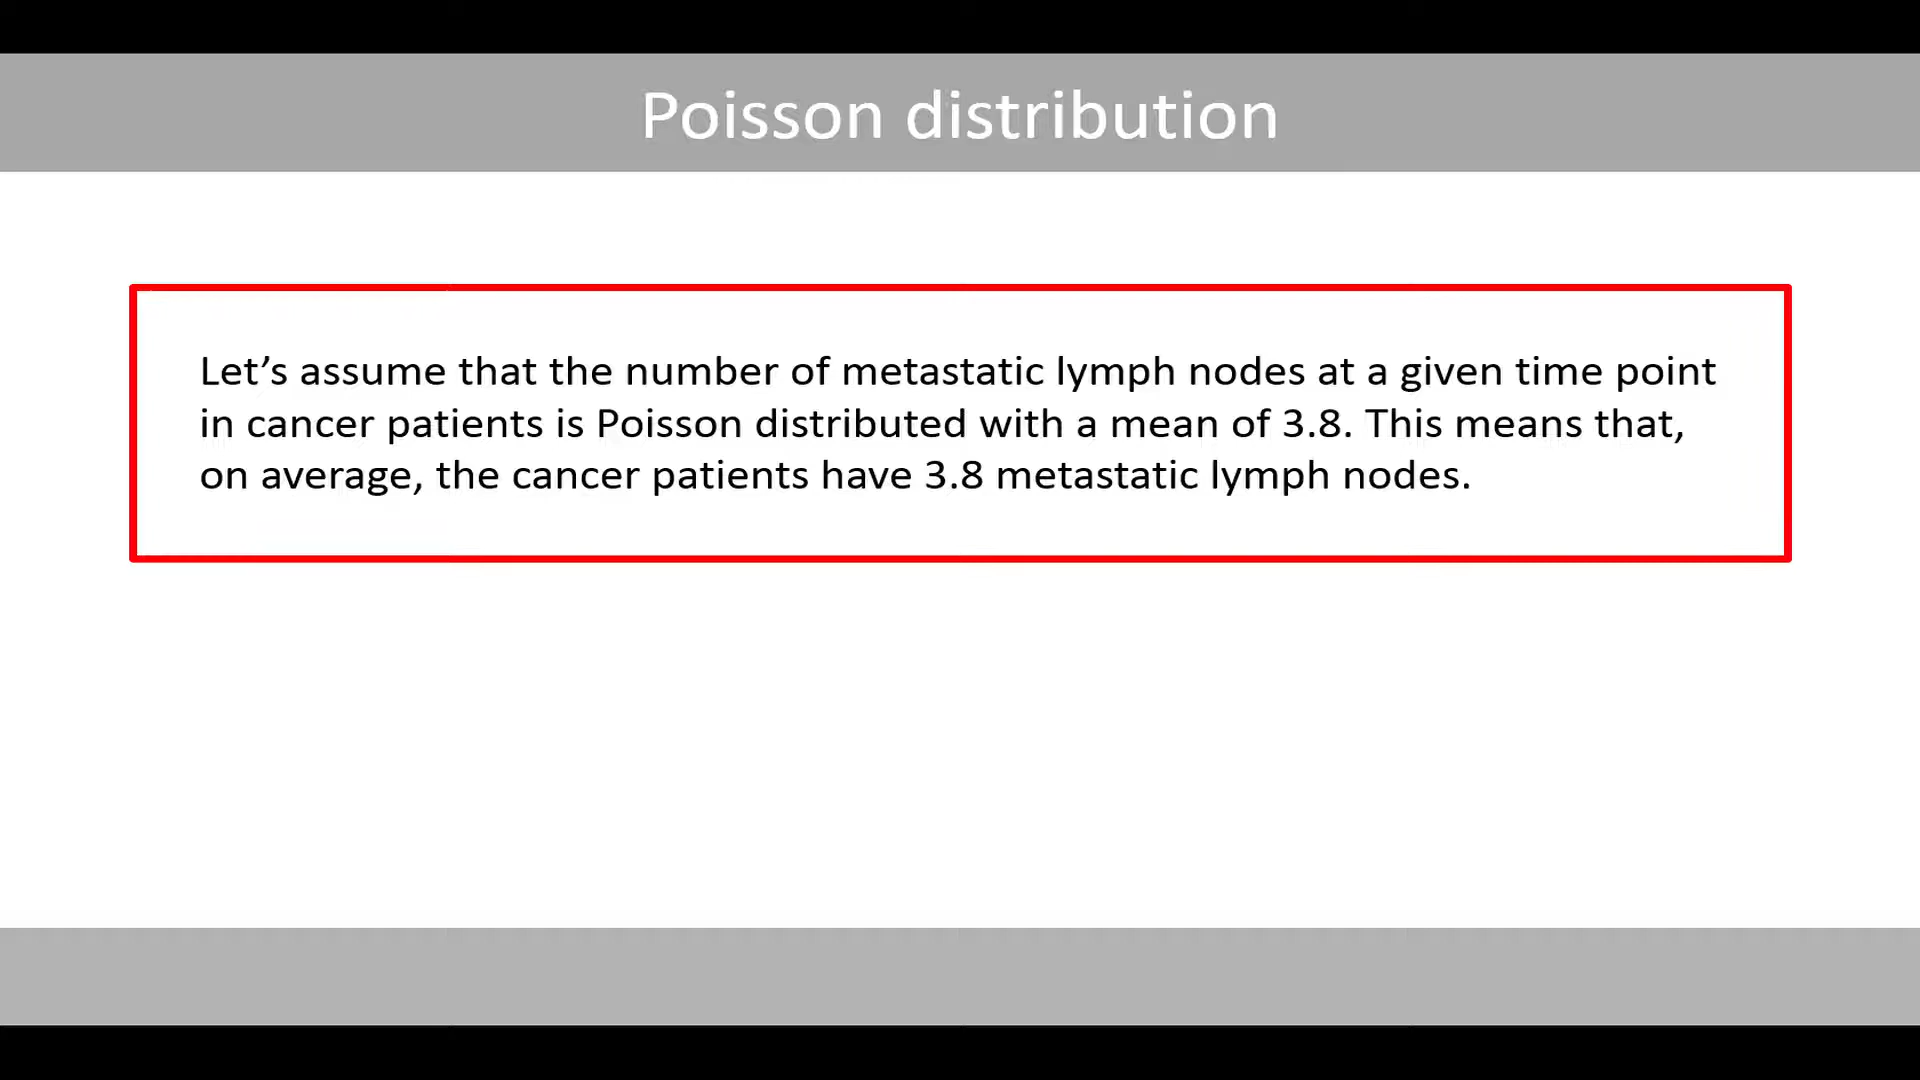 Poisson distribution
Let’s assume that the number of metastatic lymph nodes at a given time point
in cancer patients is Poisson distributed with a mean of 3.8. This means that,
on average, the cancer patients have 3.8 metastatic lymph nodes.